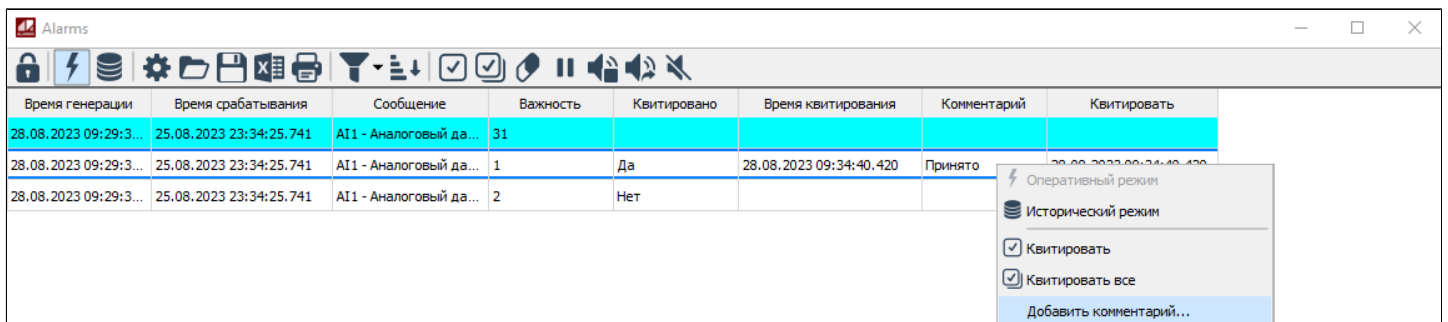 Alarms
Время генерации Время срабатывания Сообщение Важность Квитировано Время квитирования Комментарий Квитировать
28.08.2023 09:29:3... 25.08.2023 23:34:25.741 AI1 - Аналоговый да... 31
28.08.2023 09:29:3... 25.08.2023 23:34:25.741 AI1 - Аналоговый да... 1 Да 28.08.2023 09:34:40.420 Принято
28.08.2023 09:29:3... 25.08.2023 23:34:25.741 AI1 - Аналоговый да... 2 Нет
Оперативный режим
Исторический режим
Квитировать
Квитировать все
Добавить комментарий...